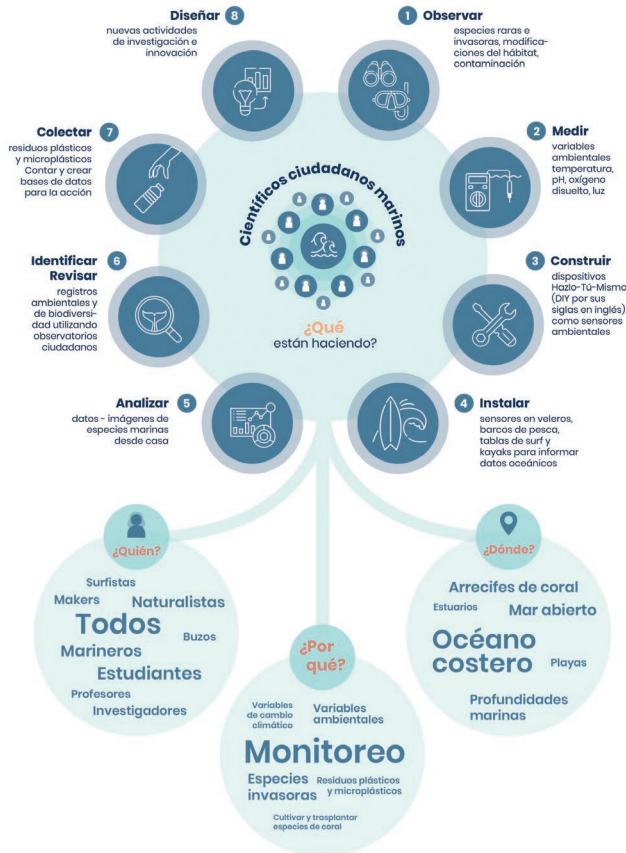 Científicos ciudadanos marinos
¿Qué
están haciendo?
1 Observar
especies raras e
invasoras, modifica-
ciones del hábitat,
contaminación
2 Medir
variables
ambientales
temperatura,
pH, oxígeno
disuelto, luz
3 Construir
dispositivos
Hazlo-Tú-Mismo
(DIY por sus
siglas en inglés)
como sensores
ambientales
4 Instalar
sensores en veleros,
barcos de pesca,
tablas de surf y
kayaks para informar
datos oceánicos
Analizar 5
datos - imágenes de
especies marinas
desde casa
Identificar
Revisar 6
registros
ambientales y
de biodiversi-
dad utilizando
observatorios
ciudadanos
Colectar 7
residuos plásticos
y microplásticos
Contar y crear
bases de datos
para la acción
Diseñar 8
nuevas actividades
de investigación e
innovación
¿Quién?
Surfistas
Makers
Naturalistas
Todos
Buzos
Marineros
Estudiantes
Profesores
Investigadores
¿Por
qué?
Variables
de cambio
climático
Variables
ambientales
Monitoreo
Especies
invasoras
Residuos plásticos
y microplásticos
Cultivar y trasplantar
especies de coral
¿Dónde?
Arrecifes de coral
Estuarios
Mar abierto
Océano
costero
Playas
Profundidades
marinas